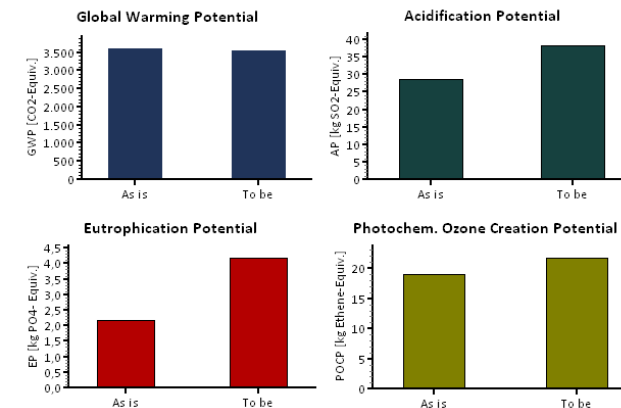 Global Warming Potential
GWP [CO2-Equiv.]
3.500
3.000
2.500
2.000
1.500
1.000
500
0
As is
To be
Acidification Potential
AP [kg SO2-Equiv.]
40
35
30
25
20
15
10
5
0
As is
To be
Eutrophication Potential
EP [kg PO4- Equiv.]
4,5
4,0
3,5
3,0
2,5
2,0
1,5
1,0
0,5
0,0
As is
To be
Photochem. Ozone Creation Potential
POCP [kg Ethene-Equiv.]
20
15
10
5
0
As is
To be